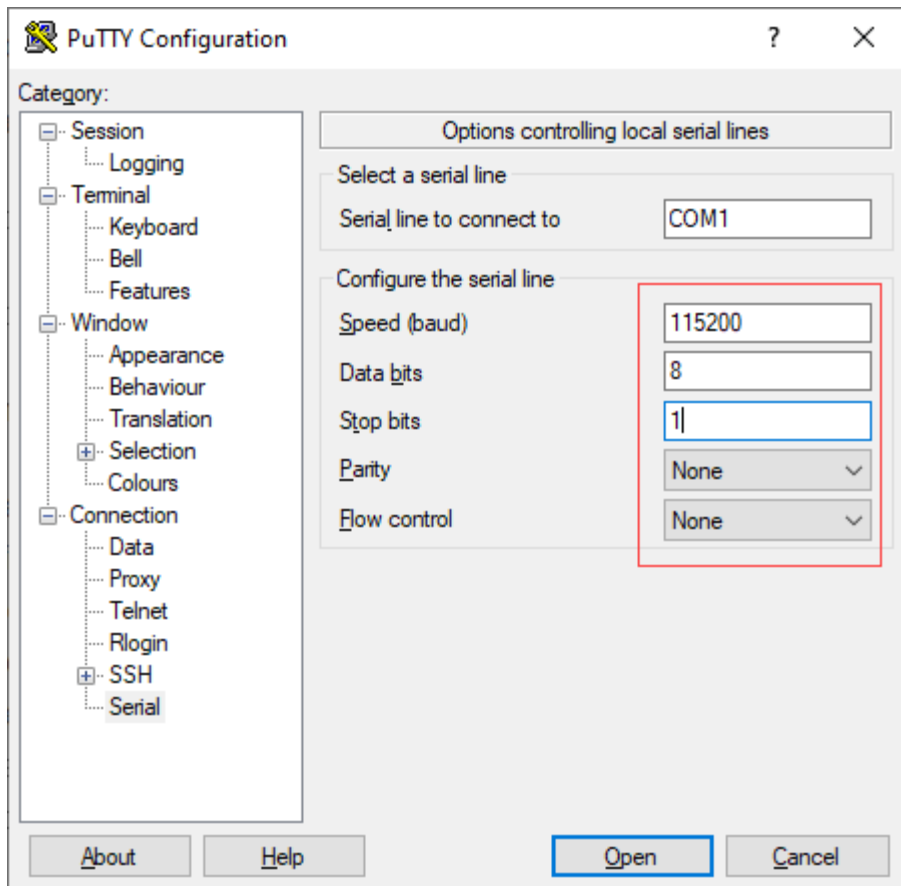 PuTTY Configuration
?
Category:
Session
Logging
Terminal
Keyboard
Bell
Features
Window
Appearance
Behaviour
Translation
Selection
Colours
Connection
Data
Proxy
Telnet
Rlogin
SSH
Serial
Options controlling local serial lines
Select a serial line
Serial line to connect to COM1
Configure the serial line
Speed (baud) 115200
Data bits 8
Stop bits 1
Parity None
Flow control None
About Help Open Cancel